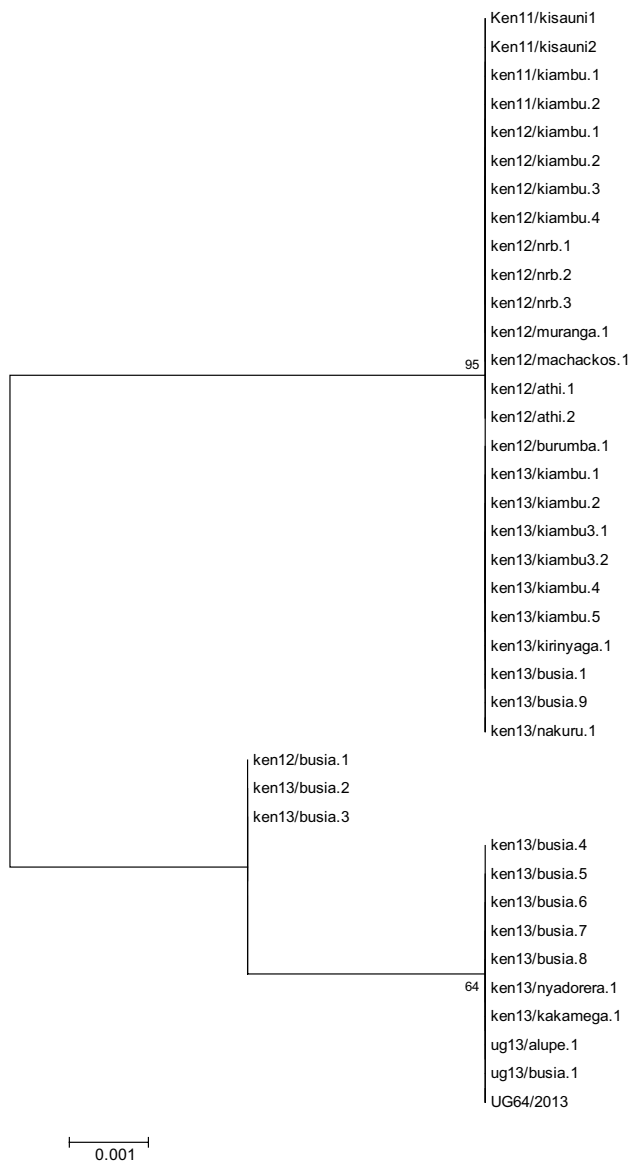 Ken11/kisauni1
Ken11/kisauni2
ken11/kiambu.1
ken11/kiambu.2
ken12/kiambu.1
ken12/kiambu.2
ken12/kiambu.3
ken12/kiambu.4
ken12/nrb.1
ken12/nrb.2
ken12/nrb.3
ken12/muranga.1
ken12/machackos.1
95
ken12/athi.1
ken12/athi.2
ken12/burumba.1
ken13/kiambu.1
ken13/kiambu.2
ken13/kiambu3.1
ken13/kiambu3.2
ken13/kiambu.4
ken13/kiambu.5
ken13/kirinyaga.1
ken13/busia.1
ken13/busia.9
ken13/nakuru.1
ken12/busia.1
ken13/busia.2
ken13/busia.3
ken13/busia.4
ken13/busia.5
ken13/busia.6
ken13/busia.7
ken13/busia.8
64
ken13/nyadorera.1
ken13/kakamega.1
ug13/alupe.1
ug13/busia.1
UG64/2013
0.001